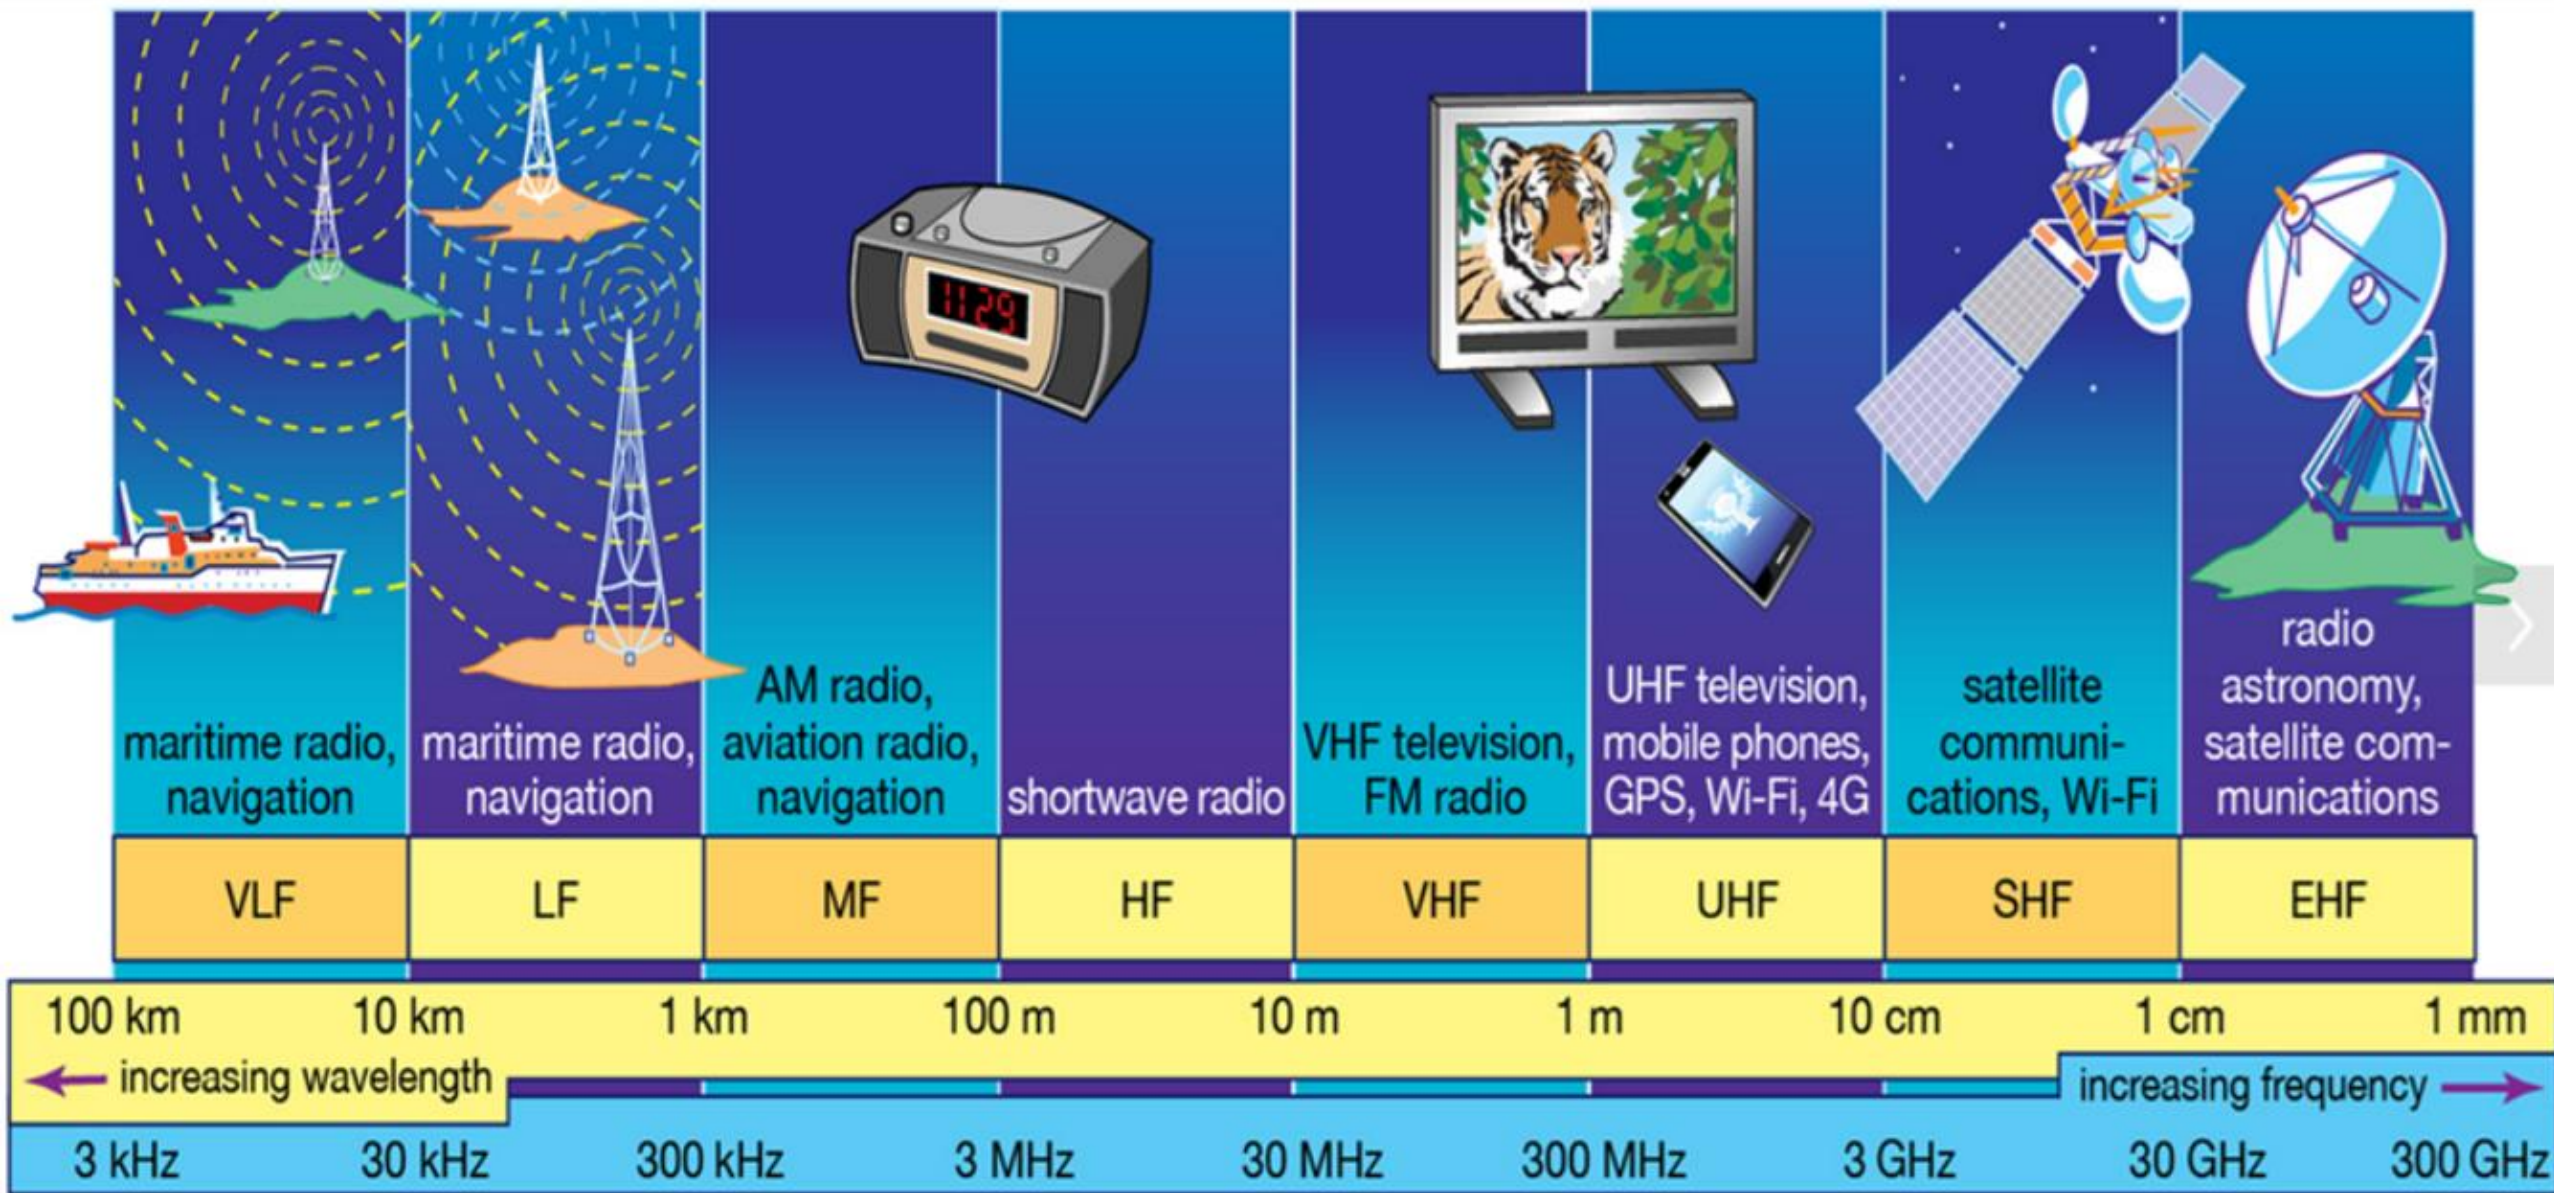 11:29
maritime radio,
navigation
maritime radio,
navigation
AM radio,
aviation radio,
navigation
shortwave radio
VHF television,
FM radio
UHF television,
mobile phones,
GPS, Wi-Fi, 4G
satellite
communi-
cations, Wi-Fi
radio
astronomy,
satellite com-
munications
VLF LF MF HF VHF UHF SHF EHF
100 km 10 km 1 km 100 m 10 m 1 m 10 cm 1 cm 1 mm
increasing wavelength
increasing frequency
3 kHz 30 kHz 300 kHz 3 MHz 30 MHz 300 MHz 3 GHz 30 GHz 300 GHz